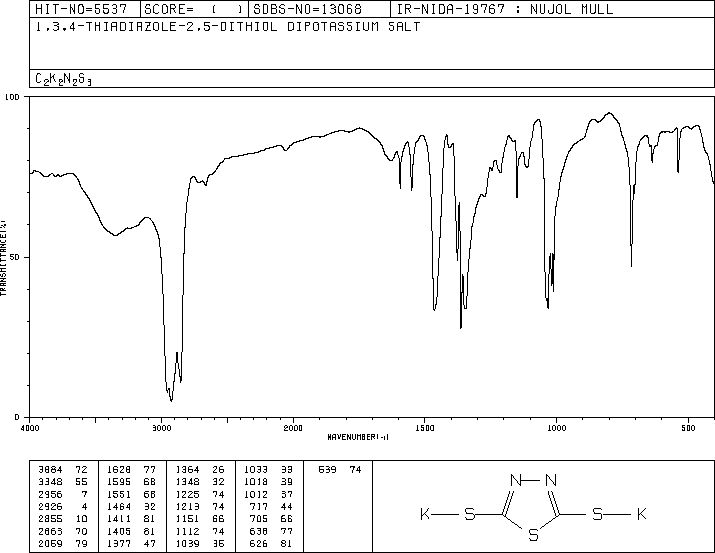 HIT-NO=5537 SCORE= ( ) SDBS-NO=13068 IR-NIDA-19767 : NUJOL MULL
1,3,4-THIADIAZOLE-2,5-DITHIOL DIPOTASSIUM SALT
C2K2N2S3
100
50
0
TRANSMITTANCE(%)
4000 3000 2000 1500 1000 500
WAVENUMBER(-1)
3884 72 1628 77 1364 26 1033 33 539 74
3348 55 1595 68 1348 32 1018 39
2956 7 1551 68 1225 74 1012 37
2926 4 1464 32 1213 74 717 44
2855 10 1411 81 1151 66 705 66
2663 70 1405 81 1112 74 638 77
2069 79 1377 47 1039 35 626 81
N N
K S S S K